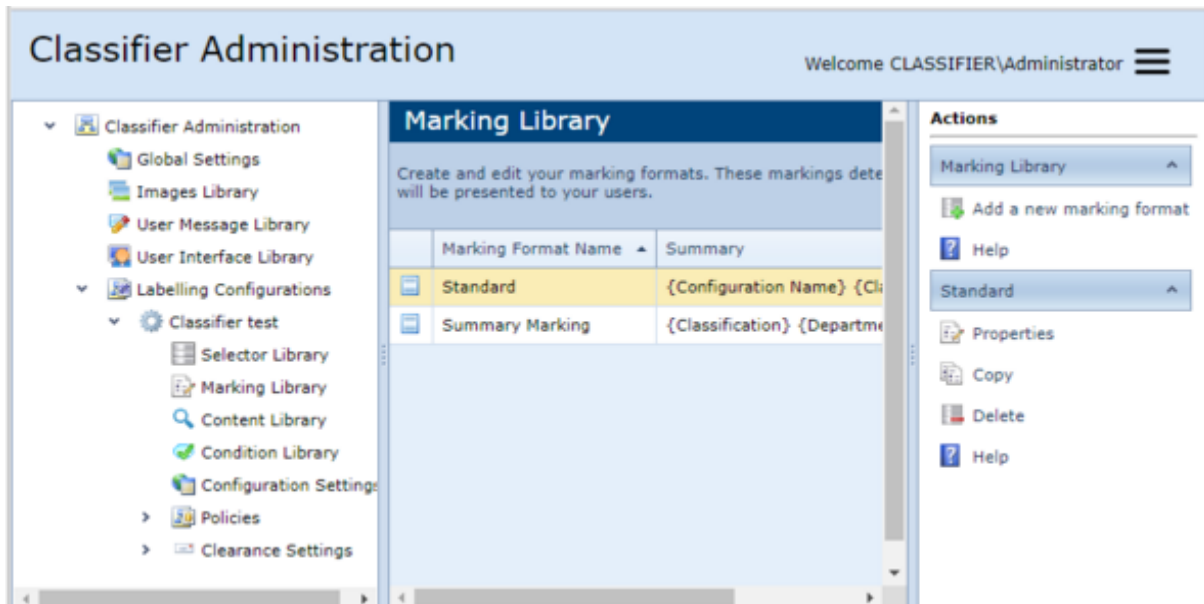 Classifier Administration
Welcome CLASSIFIER\Administrator
Classifier Administration
Global Settings
Images Library
User Message Library
User Interface Library
Labelling Configurations
Classifier test
Selector Library
Marking Library
Content Library
Condition Library
Configuration Settings
Policies
Clearance Settings
Marking Library
Create and edit your marking formats. These markings dete
will be presented to your users.
Marking Format Name Summary
Standard {Configuration Name} {Cla
Summary Marking {Classification} {Departme
Actions
Marking Library
Add a new marking format
Help
Standard
Properties
Copy
Delete
Help